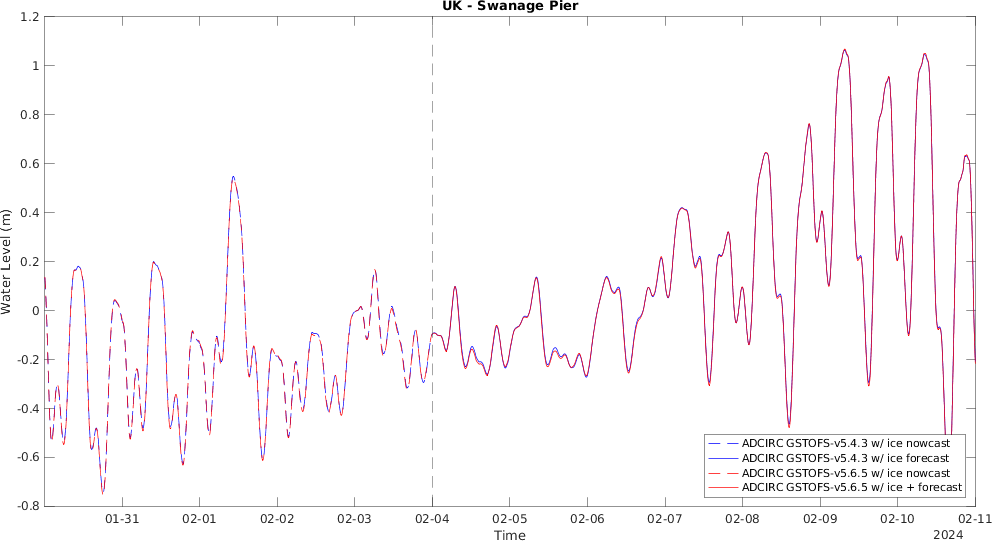 UK - Swanage Pier
1.2
1
0.8
0.6
0.4
0.2
0
-0.2
-0.4
-0.6
-0.8
Water Level (m)
ADCIRC GSTOFS-v5.4.3 w/ ice nowcast
ADCIRC GSTOFS-v5.4.3 w/ ice forecast
ADCIRC GSTOFS-v5.6.5 w/ ice nowcast
ADCIRC GSTOFS-v5.6.5 w/ ice + forecast
01-31 02-01 02-02 02-03 02-04 02-05 02-06 02-07 02-08 02-09 02-10 02-11
Time
2024